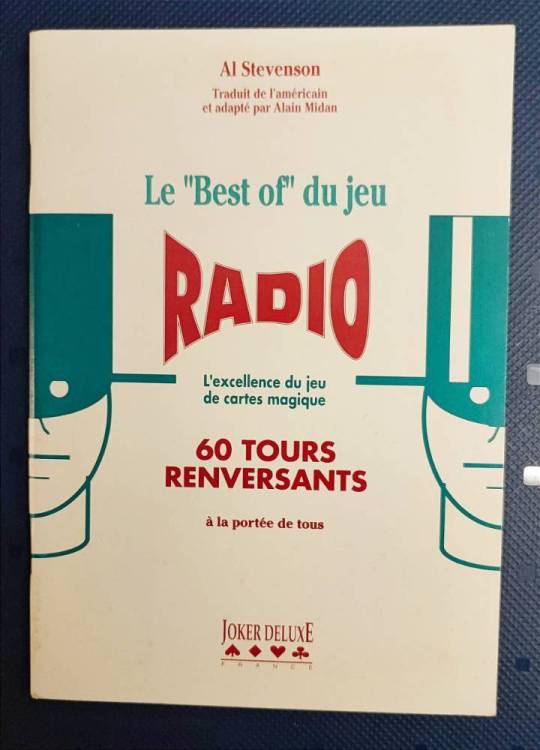 Al Stevenson
Traduit de l'américain
et adapté par Alain Midan
Le "Best of" du jeu
RADIO
L'excellence du jeu
de cartes magique
60 TOURS
RENVERSANTS
à la portée de tous
JOKER DELUXE
FRANCE